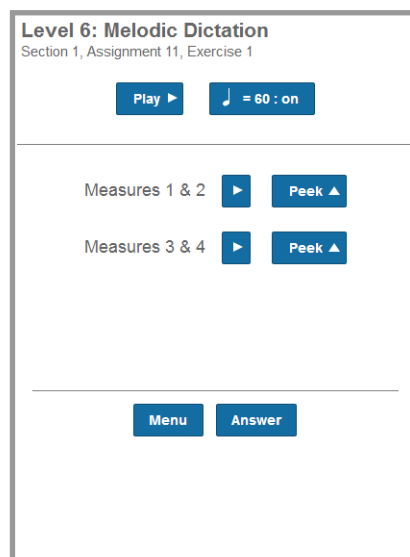 Level 6: Melodic Dictation
Section 1, Assignment 11, Exercise 1
Play
= 60 : on
Measures 1 & 2 Peek
Measures 3 & 4 Peek
Menu Answer